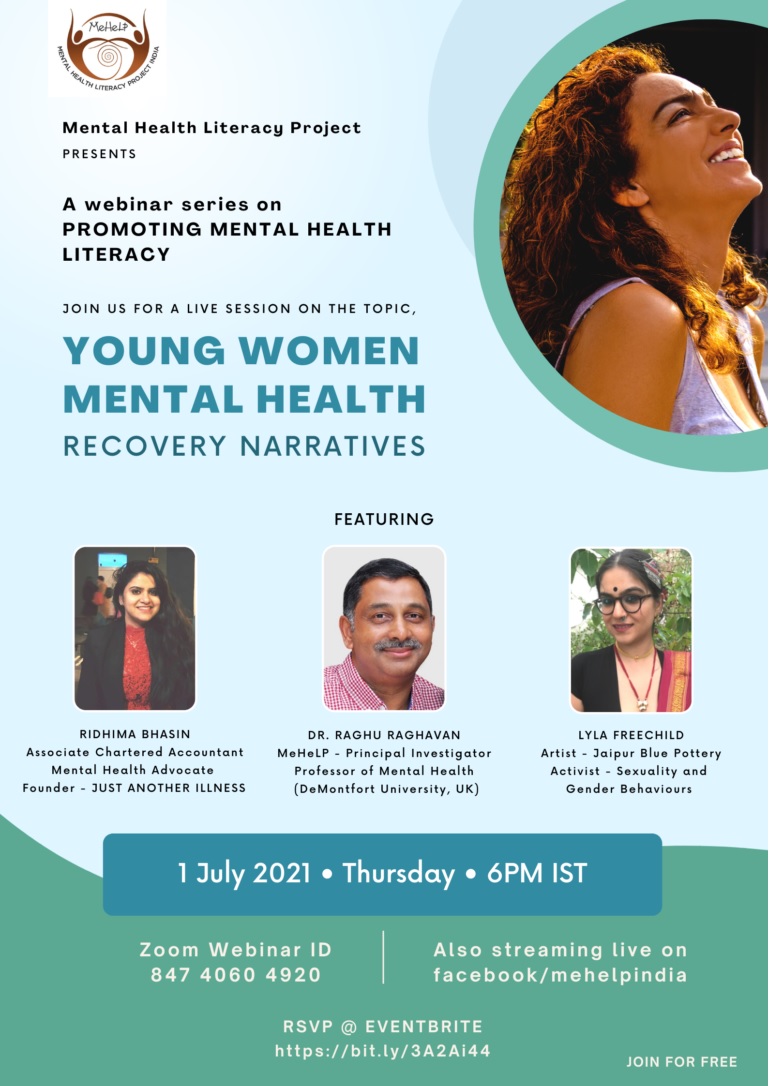 MeHeLP
MENTAL HEALTH LITERACY PROJECT INDIA
Mental Health Literacy Project
PRESENTS
A webinar series on
PROMOTING MENTAL HEALTH
LITERACY
JOIN US FOR A LIVE SESSION ON THE TOPIC,
YOUNG WOMEN
MENTAL HEALTH
RECOVERY NARRATIVES
FEATURING
RIDHIMA BHASIN
Associate Chartered Accountant
Mental Health Advocate
Founder - JUST ANOTHER ILLNESS
DR. RAGHU RAGHAVAN
MeHeLP - Principal Investigator
Professor of Mental Health
(DeMontfort University, UK)
LYLA FREECHILD
Artist - Jaipur Blue Pottery
Activist - Sexuality and
Gender Behaviours
1 July 2021 • Thursday • 6PM IST
Zoom Webinar ID
847 4060 4920
Also streaming live on
facebook/mehelpindia
RSVP @ EVENTBRITE
https://bit.ly/3A2Ai44
JOIN FOR FREE